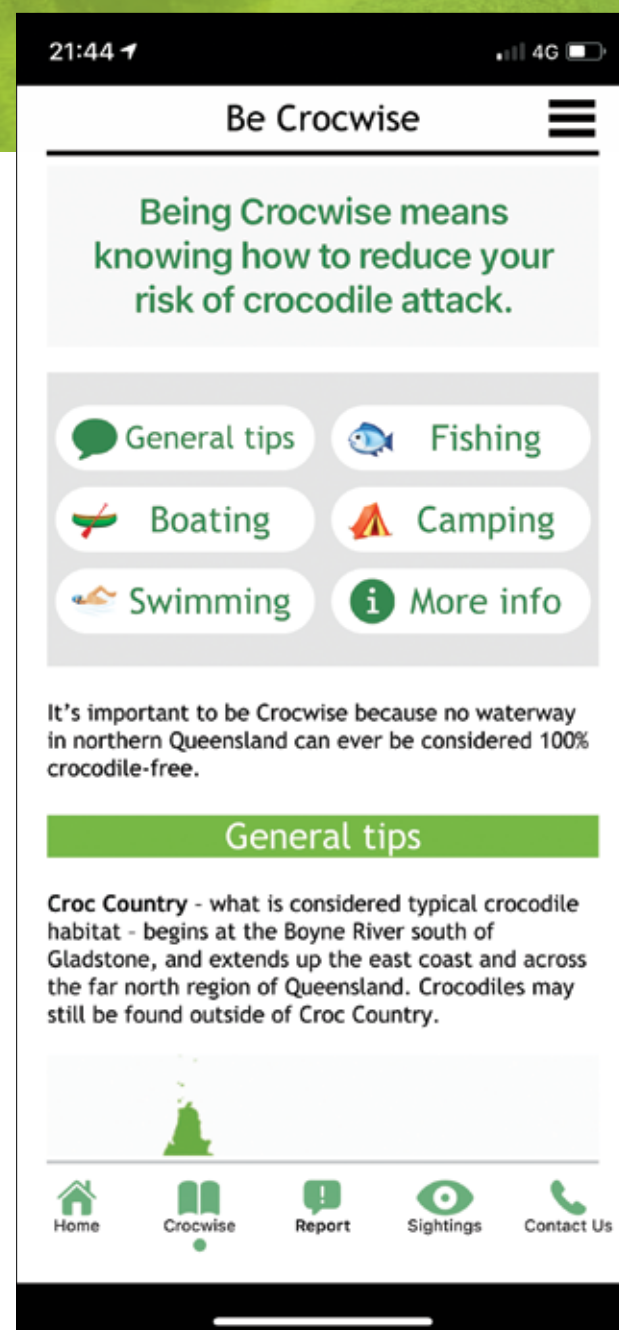 21:44
4G
Be Crocwise
Being Crocwise means
knowing how to reduce your
risk of crocodile attack.
General tips
Fishing
Boating
Camping
Swimming
More info
It's important to be Crocwise because no waterway
in northern Queensland can ever be considered 100%
crocodile-free.
General tips
Croc Country - what is considered typical crocodile
habitat - begins at the Boyne River south of
Gladstone, and extends up the east coast and across
the far north region of Queensland. Crocodiles may
still be found outside of Croc Country.
Home
Crocwise
Report
Sightings
Contact Us